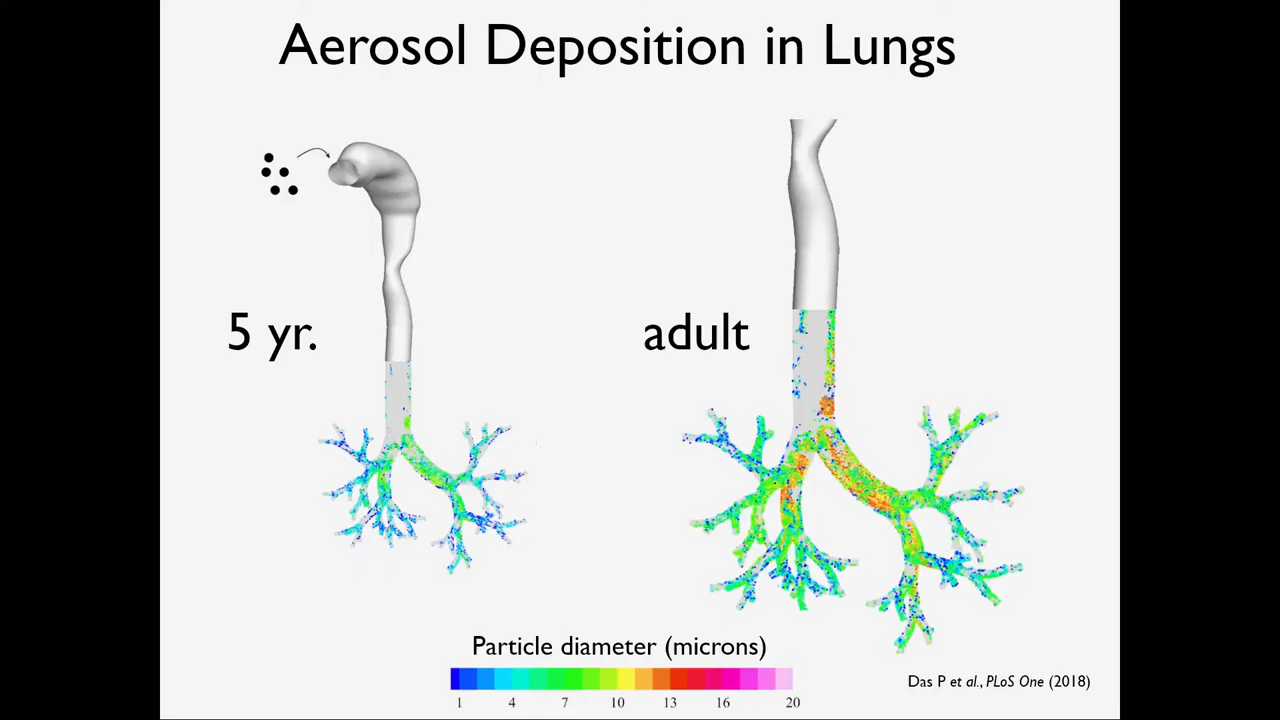 Aerosol Deposition in Lungs
5 yr.
adult
Particle diameter (microns)
1 4 7 10 13 16 20
Das P et al., PLoS One (2018)